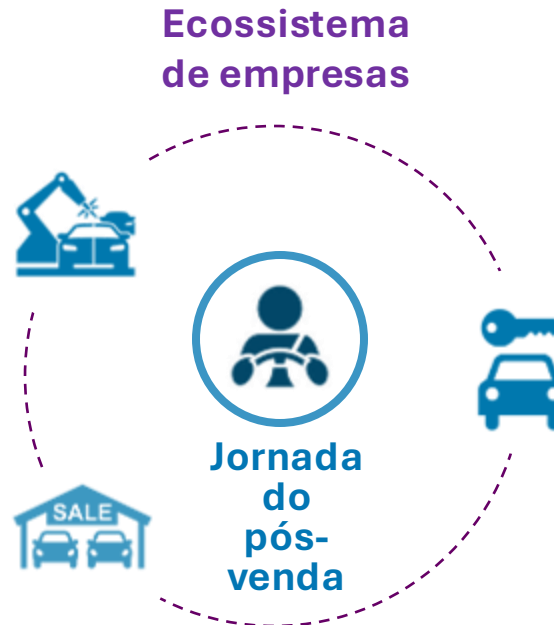 Ecossistema
de empresas
Jornada
do
pós-
venda
SALE